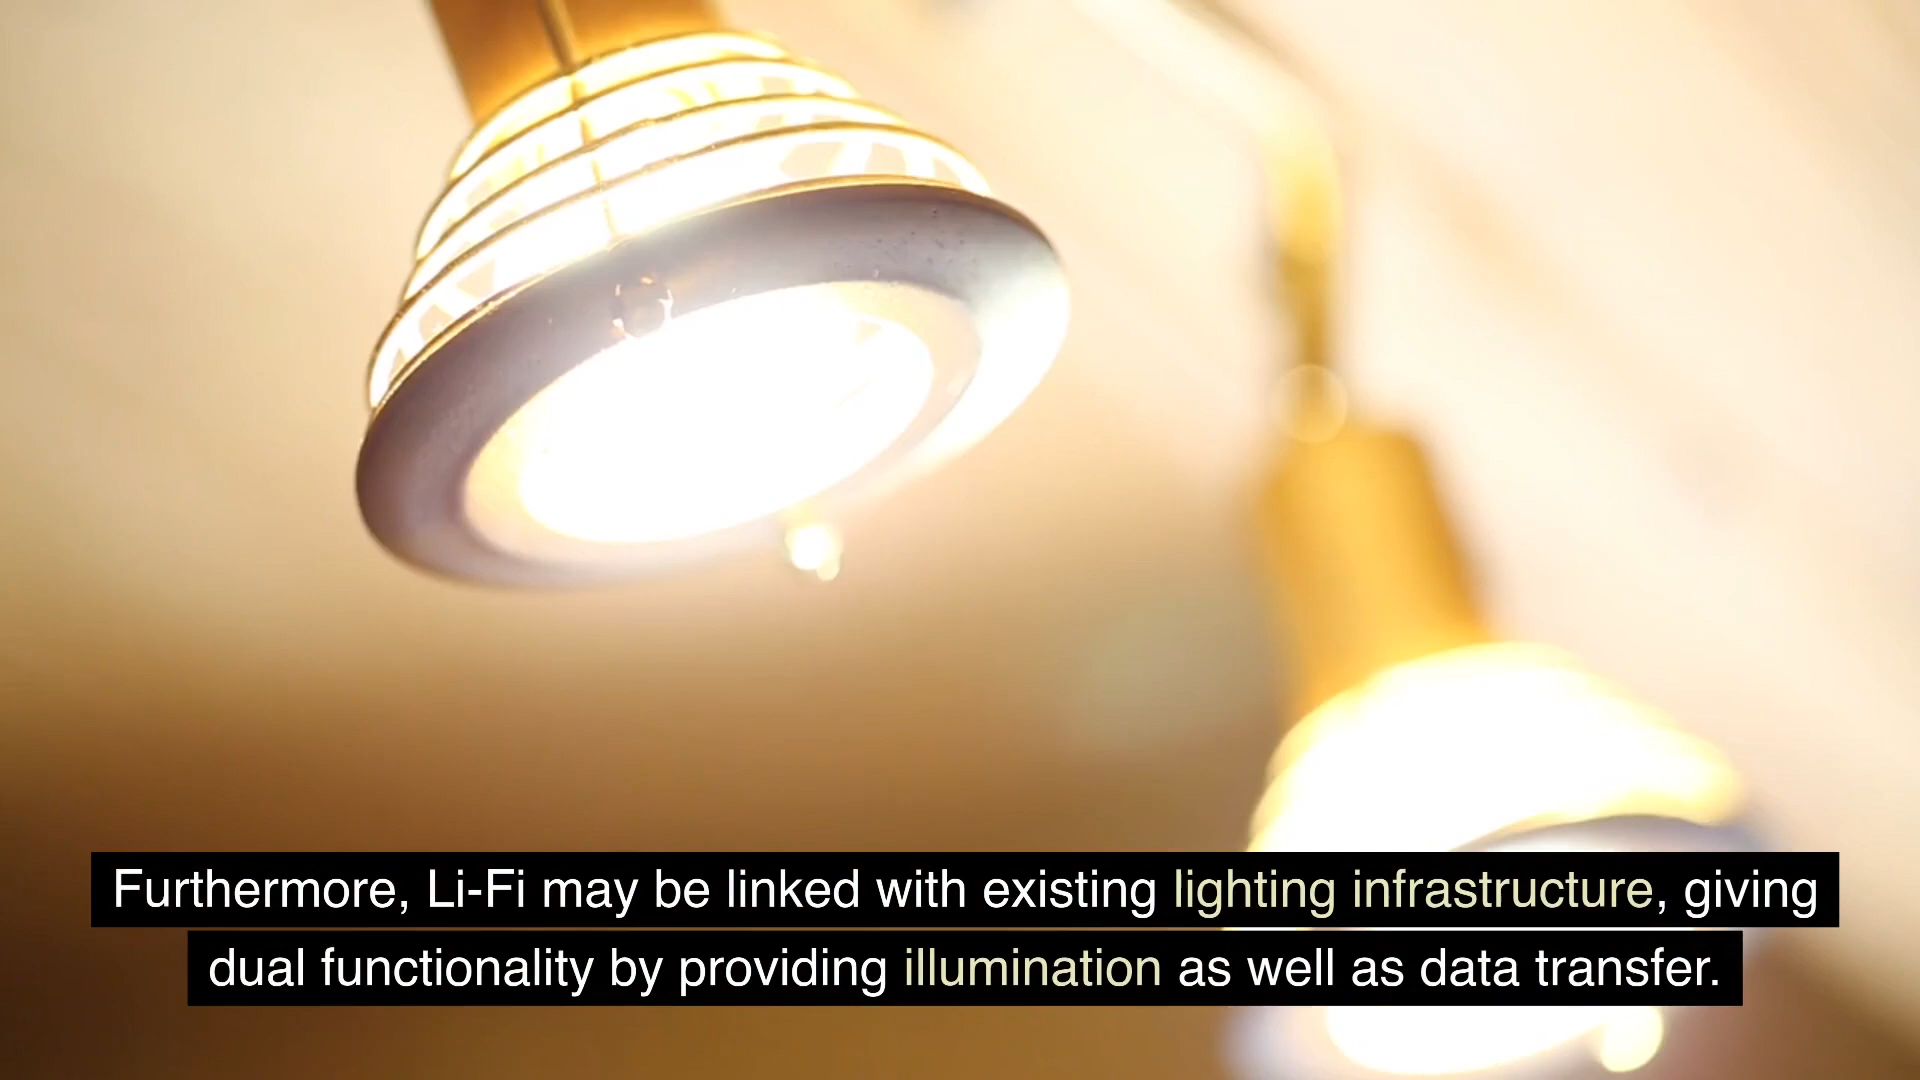 Furthermore, Li-Fi may be linked with existing lighting infrastructure, giving
dual functionality by providing illumination as well as data transfer.